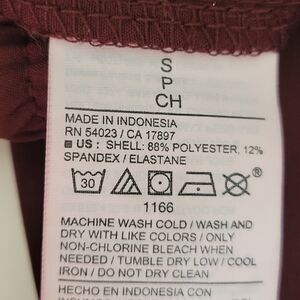 S
P
CH
MADE IN INDONESIA
RN 54023 / CA 17897
US : SHELL: 88% POLYESTER, 12%
SPANDEX / ELASTANE
30
1166
MACHINE WASH COLD / WASH AND
DRY WITH LIKE COLORS / ONLY
NON-CHLORINE BLEACH WHEN
NEEDED / TUMBLE DRY LOW / COOL
IRON / DO NOT DRY CLEAN
HECHO EN INDONESIA CON